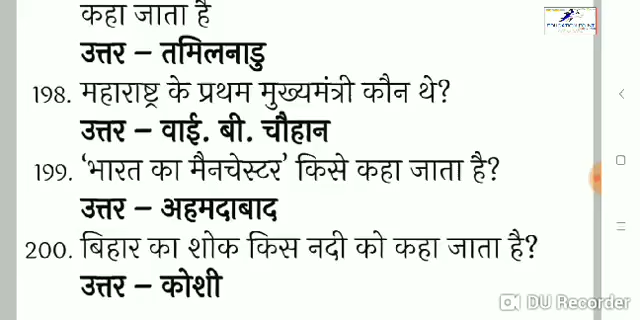 कहा जाता है
उत्तर – तमिलनाडु
198. महाराष्ट्र के प्रथम मुख्यमंत्री कौन थे?
उत्तर – वाई. बी. चौहान
199. ‘भारत का मैनचेस्टर’ किसे कहा जाता है?
उत्तर – अहमदाबाद
200. बिहार का शोक किस नदी को कहा जाता है?
उत्तर – कोशी
DU Recorder